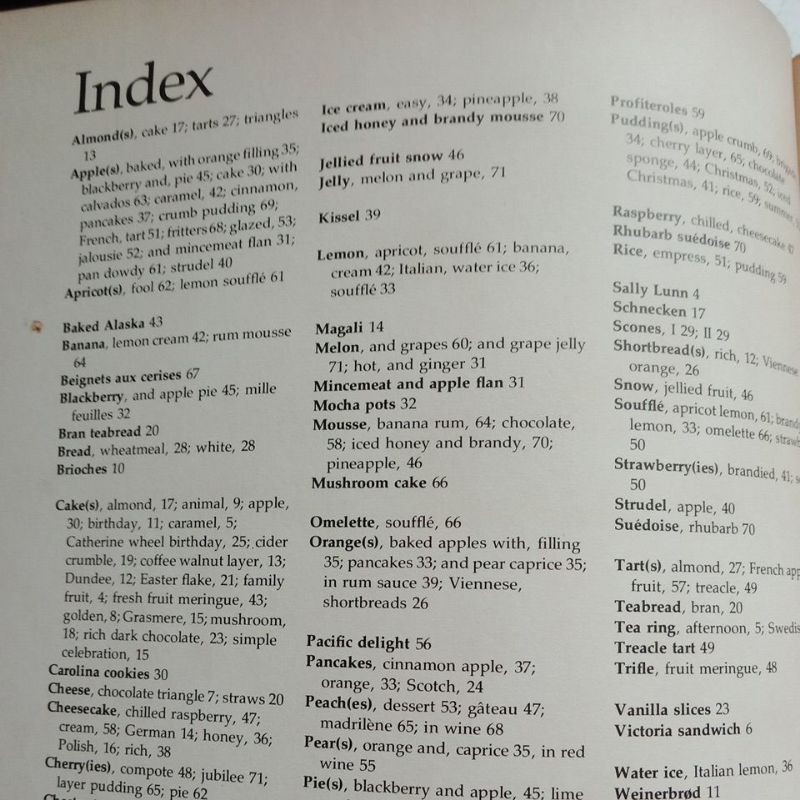 Index
Almond(s), cake 17; tarts 27; triangles
13
Apple(s), baked, with orange filling 35;
blackberry and, pie 45; cake 30; with
calvados 63; caramel, 42; cinnamon,
pancakes 37; crumb pudding 69;
French, tart 51; fritters 68; glazed, 53;
jalousie 52; and mincemeat flan 31;
pan dowdy 61; strudel 40
Apricot(s), fool 62; lemon soufflé 61
Baked Alaska 43
Banana, lemon cream 42; rum mousse
64
Beignets aux cerises 67
Blackberry, and apple pie 45; mille
feuilles 32
Bran teabread 20
Bread, wheatmeal, 28; white, 28
Brioches 10
Cake(s), almond, 17; animal, 9; apple,
30; birthday, 11; caramel, 5;
Catherine wheel birthday, 25; cider
crumble, 19; coffee walnut layer, 13;
Dundee, 12; Easter flake, 21; family
fruit, 4; fresh fruit meringue, 43;
golden, 8; Grasmere, 15; mushroom,
18; rich dark chocolate, 23; simple
celebration, 15
Carolina cookies 30
Cheese, chocolate triangle 7; straws 20
Cheesecake, chilled raspberry, 47;
cream, 58; German 14; honey, 36;
Polish, 16; rich, 38
Cherry(ies), compote 48; jubilee 71;
layer pudding 65; pie 62
Ice cream, easy, 34; pineapple, 38
Iced honey and brandy mousse 70
Jellied fruit snow 46
Jelly, melon and grape, 71
Kissel 39
Lemon, apricot, soufflé 61; banana,
cream 42; Italian, water ice 36;
soufflé 33
Magali 14
Melon, and grapes 60; and grape jelly
71; hot, and ginger 31
Mincemeat and apple flan 31
Mocha pots 32
Mousse, banana rum, 64; chocolate,
58; iced honey and brandy, 70;
pineapple, 46
Mushroom cake 66
Omelette, soufflé, 66
Orange(s), baked apples with, filling
35; pancakes 33; and pear caprice 35;
in rum sauce 39; Viennese,
shortbreads 26
Pacific delight 56
Pancakes, cinnamon apple, 37;
orange, 33; Scotch, 24
Peach(es), dessert 53; gâteau 47;
madrilène 65; in wine 68
Pear(s), orange and, caprice 35, in red
wine 55
Pie(s), blackberry and apple, 45; lime
Profiteroles 59
Pudding(s), apple crumb, 69;
34; cherry layer, 65; chocolate
sponge, 44; Christmas, 52; iced
Christmas, 41; rice, 59; summer,
Raspberry, chilled, cheesecake
Rhubarb suédoise 70
Rice, empress, 51; pudding 59
Sally Lunn 4
Schnecken 17
Scones, I 29; II 29
Shortbread(s), rich, 12; Viennese
orange, 26
Snow, jellied fruit, 46
Soufflé, apricot lemon, 61;
lemon, 33; omelette 66;
50
Strawberry(ies), brandied, 41;
50
Strudel, apple, 40
Suédoise, rhubarb 70
Tart(s), almond, 27; French
fruit, 57; treacle, 49
Teabread, bran, 20
Tea ring, afternoon, 5;
Treacle tart 49
Trifle, fruit meringue, 48
Vanilla slices 23
Victoria sandwich 6
Water ice, Italian lemon, 36
Weinerbrød 11